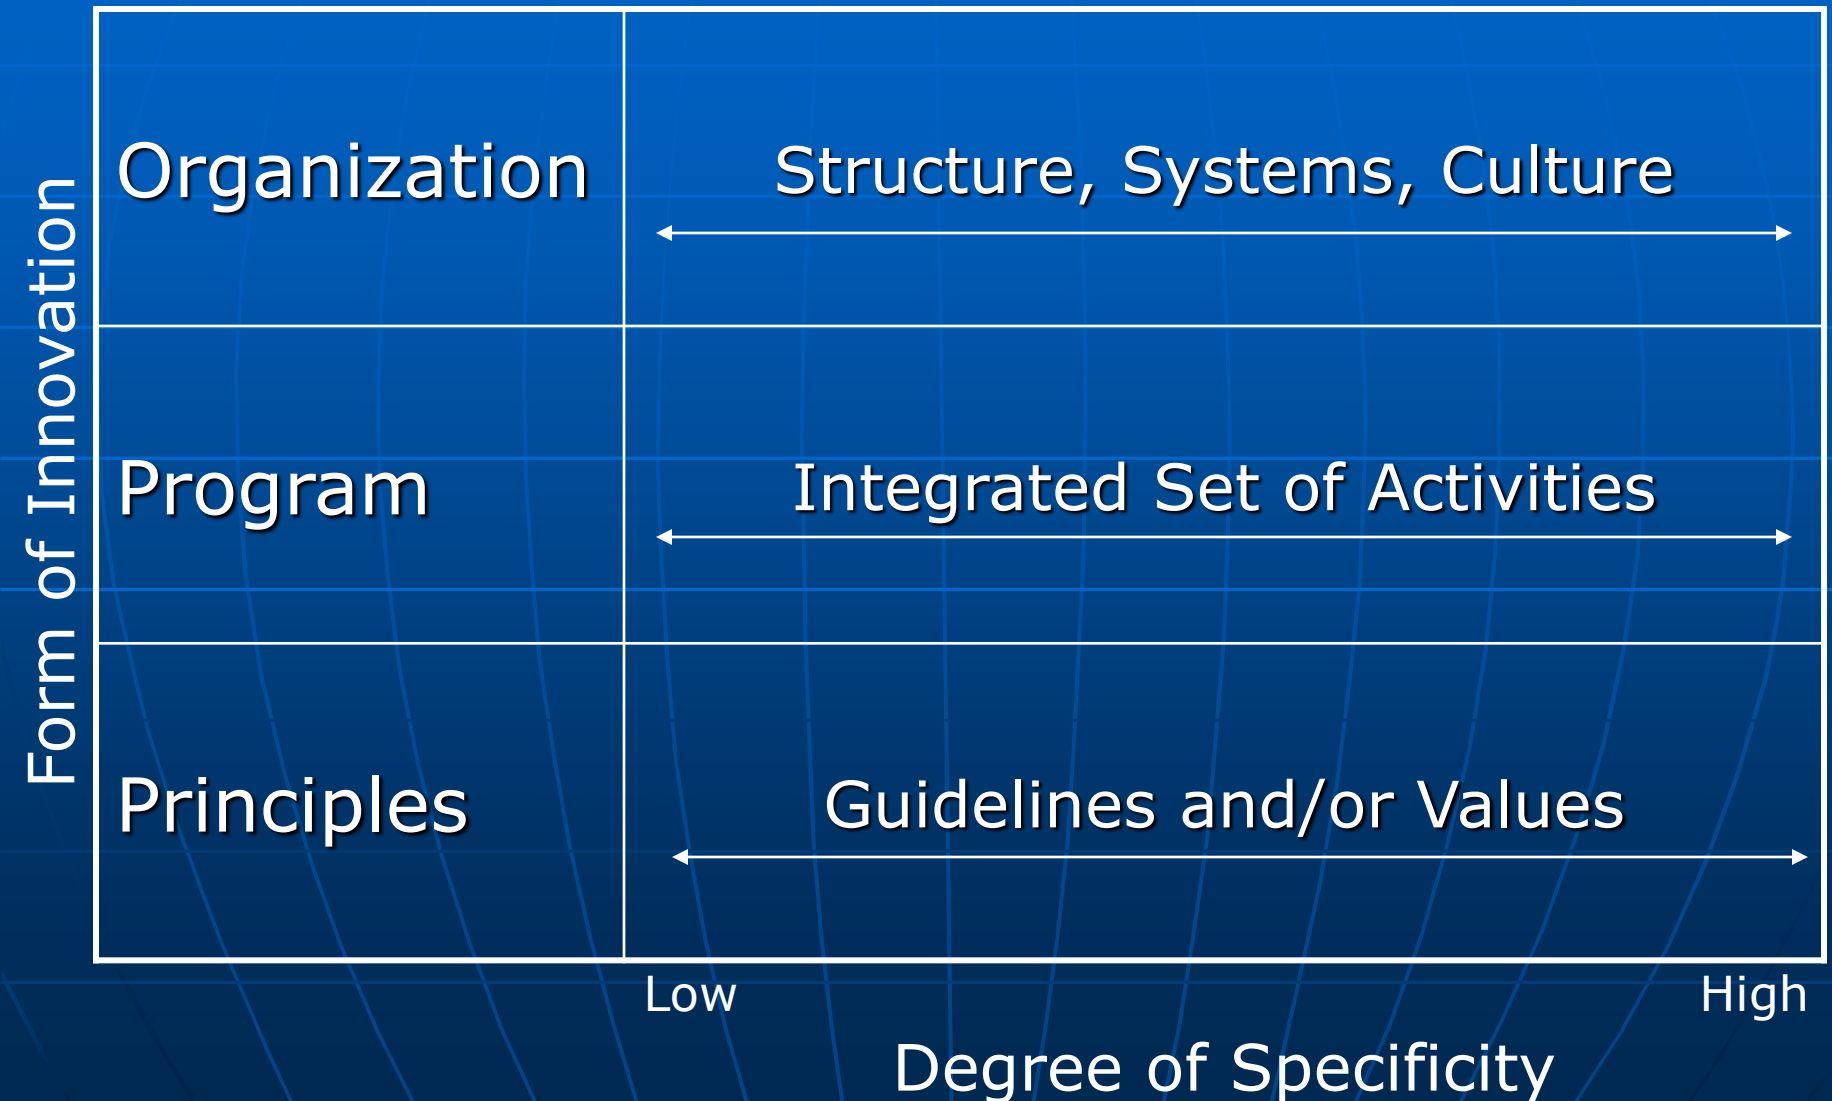 Form of Innovation
Organization
Structure, Systems, Culture
Program
Integrated Set of Activities
Principles
Guidelines and/or Values
Low
High
Degree of Specificity